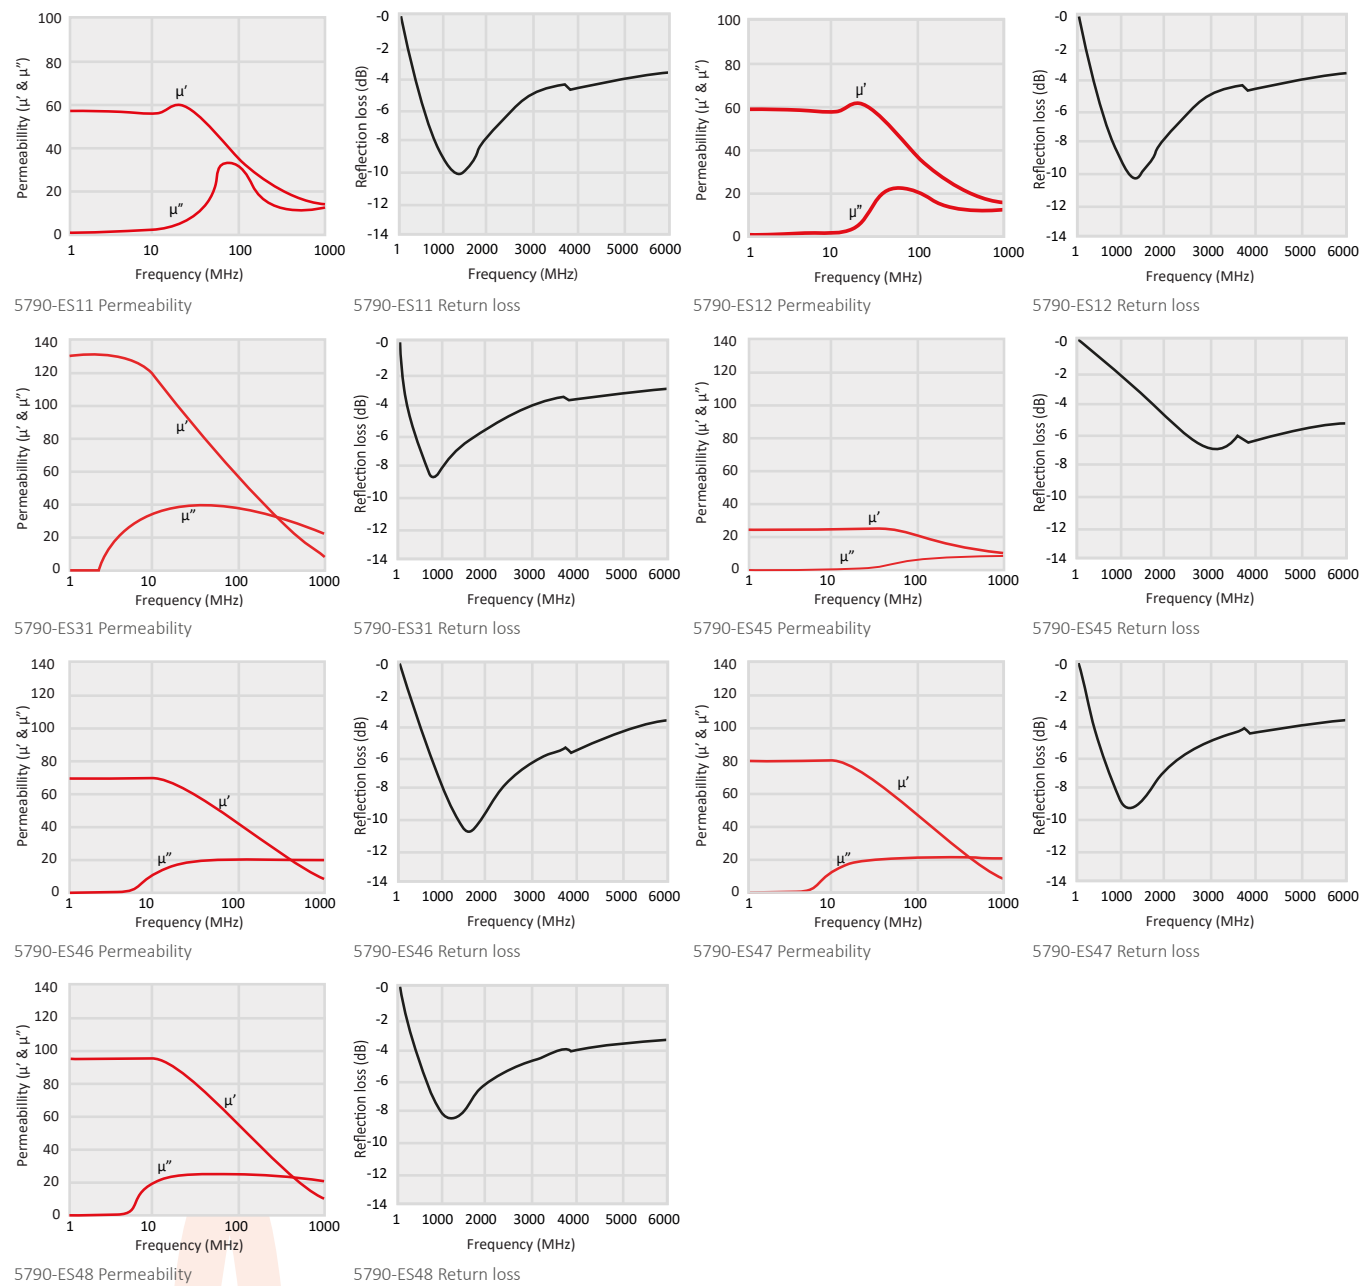 Permeabillity (μ' & μ")
100
80
60
40
20
0
μ'
μ"
1 10 100 1000
Frequency (MHz)
5790-ES11 Permeability
Reflection loss (dB)
-0
-2
-4
-6
-8
-10
-12
-14
1 1000 2000 3000 4000 5000 6000
Frequency (MHz)
5790-ES11 Return loss
Permeabillity (μ' & μ")
100
80
60
40
20
0
μ'
μ"
1 10 100 1000
Frequency (MHz)
5790-ES12 Permeability
Reflection loss (dB)
-0
-2
-4
-6
-8
-10
-12
-14
1 1000 2000 3000 4000 5000 6000
Frequency (MHz)
5790-ES12 Return loss
Permeabillity (μ' & μ")
140
120
100
80
60
40
20
0
μ'
μ"
1 10 100 1000
Frequency (MHz)
5790-ES31 Permeability
Reflection loss (dB)
-0
-2
-4
-6
-8
-10
-12
-14
1 1000 2000 3000 4000 5000 6000
Frequency (MHz)
5790-ES31 Return loss
Permeabillity (μ' & μ")
140
120
100
80
60
40
20
0
μ'
μ"
1 10 100 1000
Frequency (MHz)
5790-ES45 Permeability
Reflection loss (dB)
-0
-2
-4
-6
-8
-10
-12
-14
1 1000 2000 3000 4000 5000 6000
Frequency (MHz)
5790-ES45 Return loss
Permeabillity (μ' & μ")
140
120
100
80
60
40
20
0
μ'
μ"
1 10 100 1000
Frequency (MHz)
5790-ES46 Permeability
Reflection loss (dB)
-0
-2
-4
-6
-8
-10
-12
-14
1 1000 2000 3000 4000 5000 6000
Frequency (MHz)
5790-ES46 Return loss
Permeabillity (μ' & μ")
140
120
100
80
60
40
20
0
μ'
μ"
1 10 100 1000
Frequency (MHz)
5790-ES47 Permeability
Reflection loss (dB)
-0
-2
-4
-6
-8
-10
-12
-14
1 1000 2000 3000 4000 5000 6000
Frequency (MHz)
5790-ES47 Return loss
Permeabillity (μ' & μ")
140
120
100
80
60
40
20
0
μ'
μ"
1 10 100 1000
Frequency (MHz)
5790-ES48 Permeability
Reflection loss (dB)
-0
-2
-4
-6
-8
-10
-12
-14
1 1000 2000 3000 4000 5000 6000
Frequency (MHz)
5790-ES48 Return loss